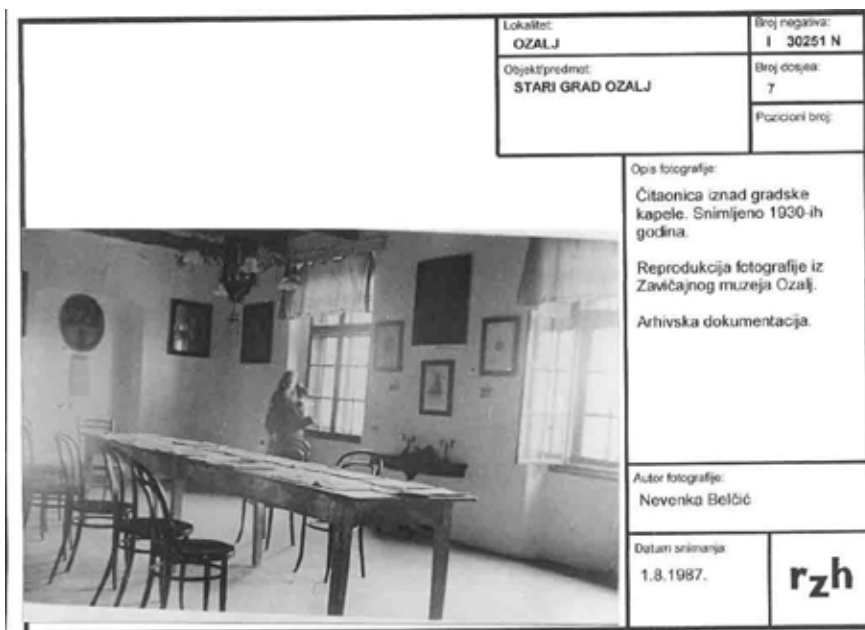 Lokalitet:
OZALJ
Broj negativa:
I 30251 N
Objekt/predmet:
STARI GRAD OZALJ
Broj dosjea:
7
Pozicioni broj:
Opis fotografije:
Čitaonica iznad gradske
kapele. Snimljeno 1930-ih
godina.
Reprodukcija fotografije iz
Zavičajnog muzeja Ozalj.
Arhivska dokumentacija.
Autor fotografije:
Nevenka Belčić
Datum snimanja
1.8.1987.
rzh